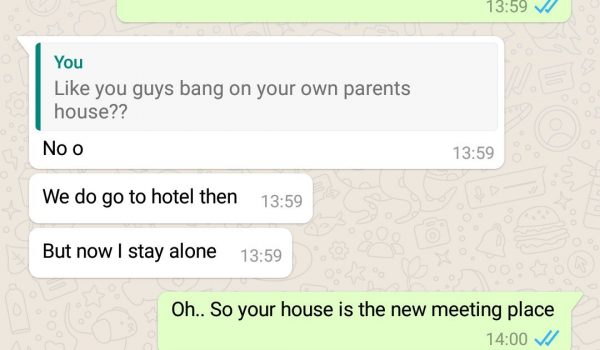 13:59
You
Like you guys bang on your own parents
house??
No o
13:59
We do go to hotel then
13:59
But now I stay alone
13:59
Oh.. So your house is the new meeting place
14:00